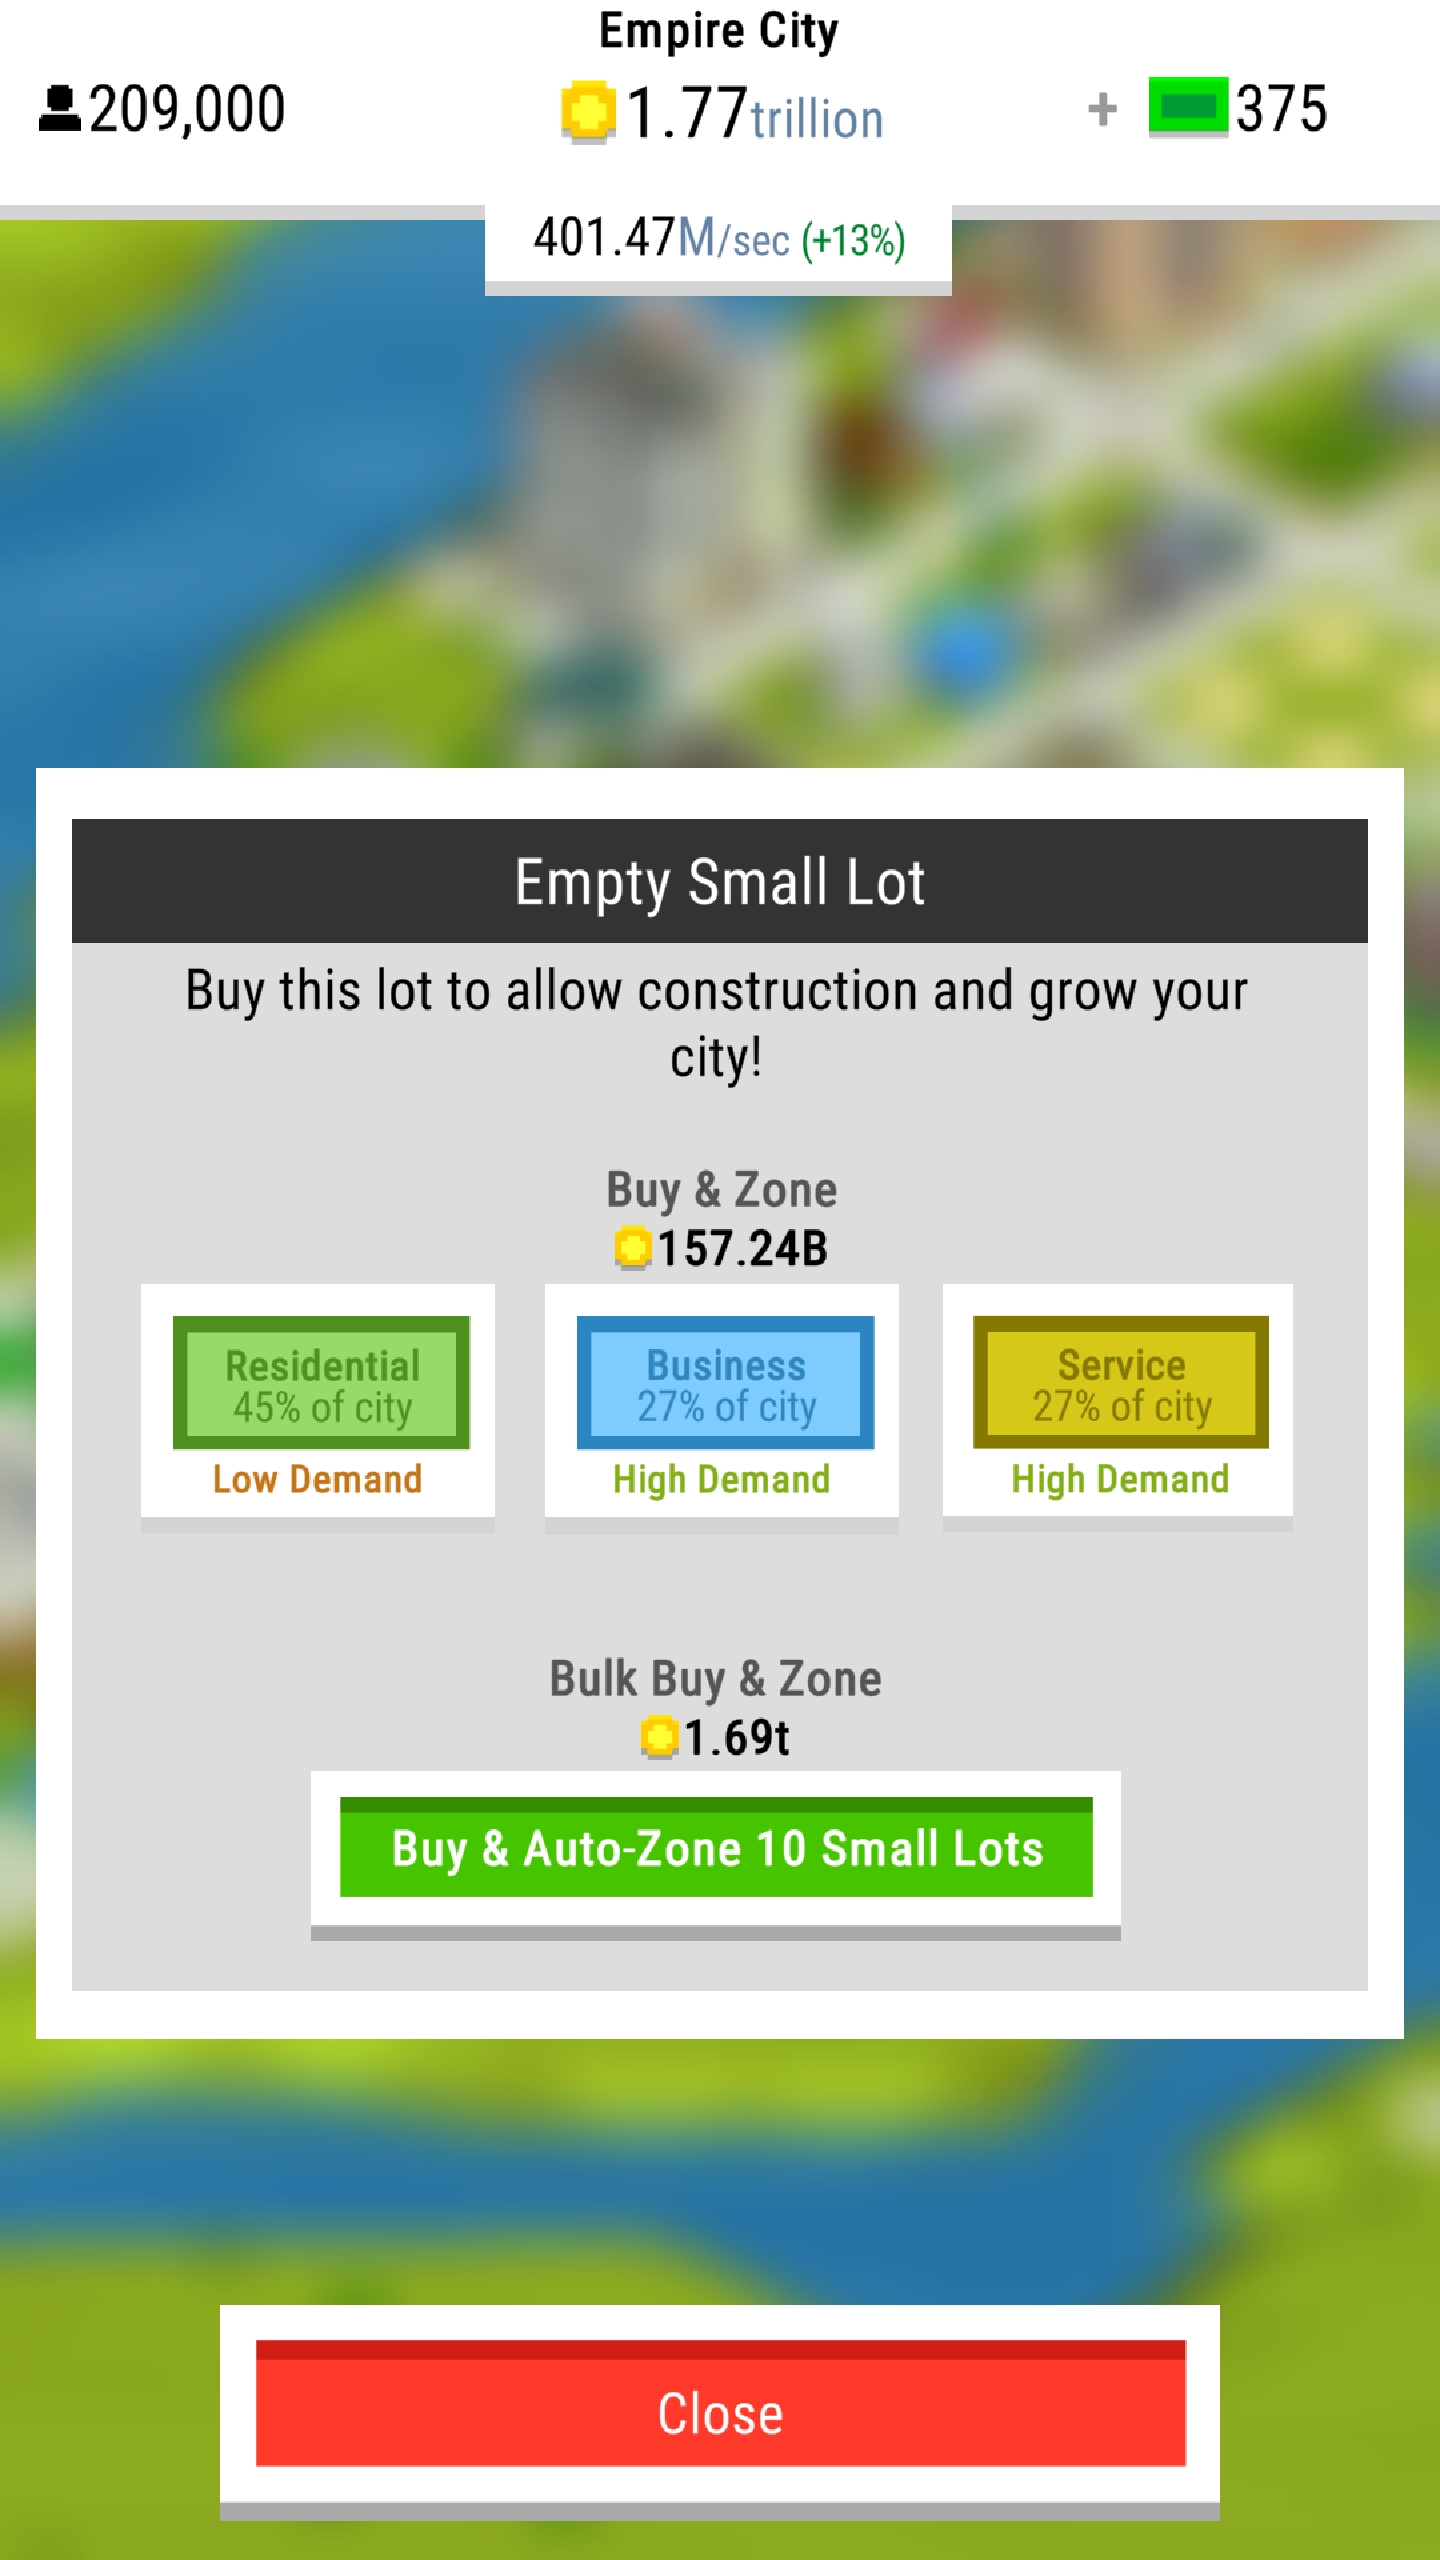 Empire City
209,000
1.77trillion
+ 375
401.47M/sec (+13%)
Empty Small Lot
Buy this lot to allow construction and grow your
city!
Buy & Zone
157.24B
Residential
45% of city
Low Demand
Business
27% of city
High Demand
Service
27% of city
High Demand
Bulk Buy & Zone
1.69t
Buy & Auto-Zone 10 Small Lots
Close